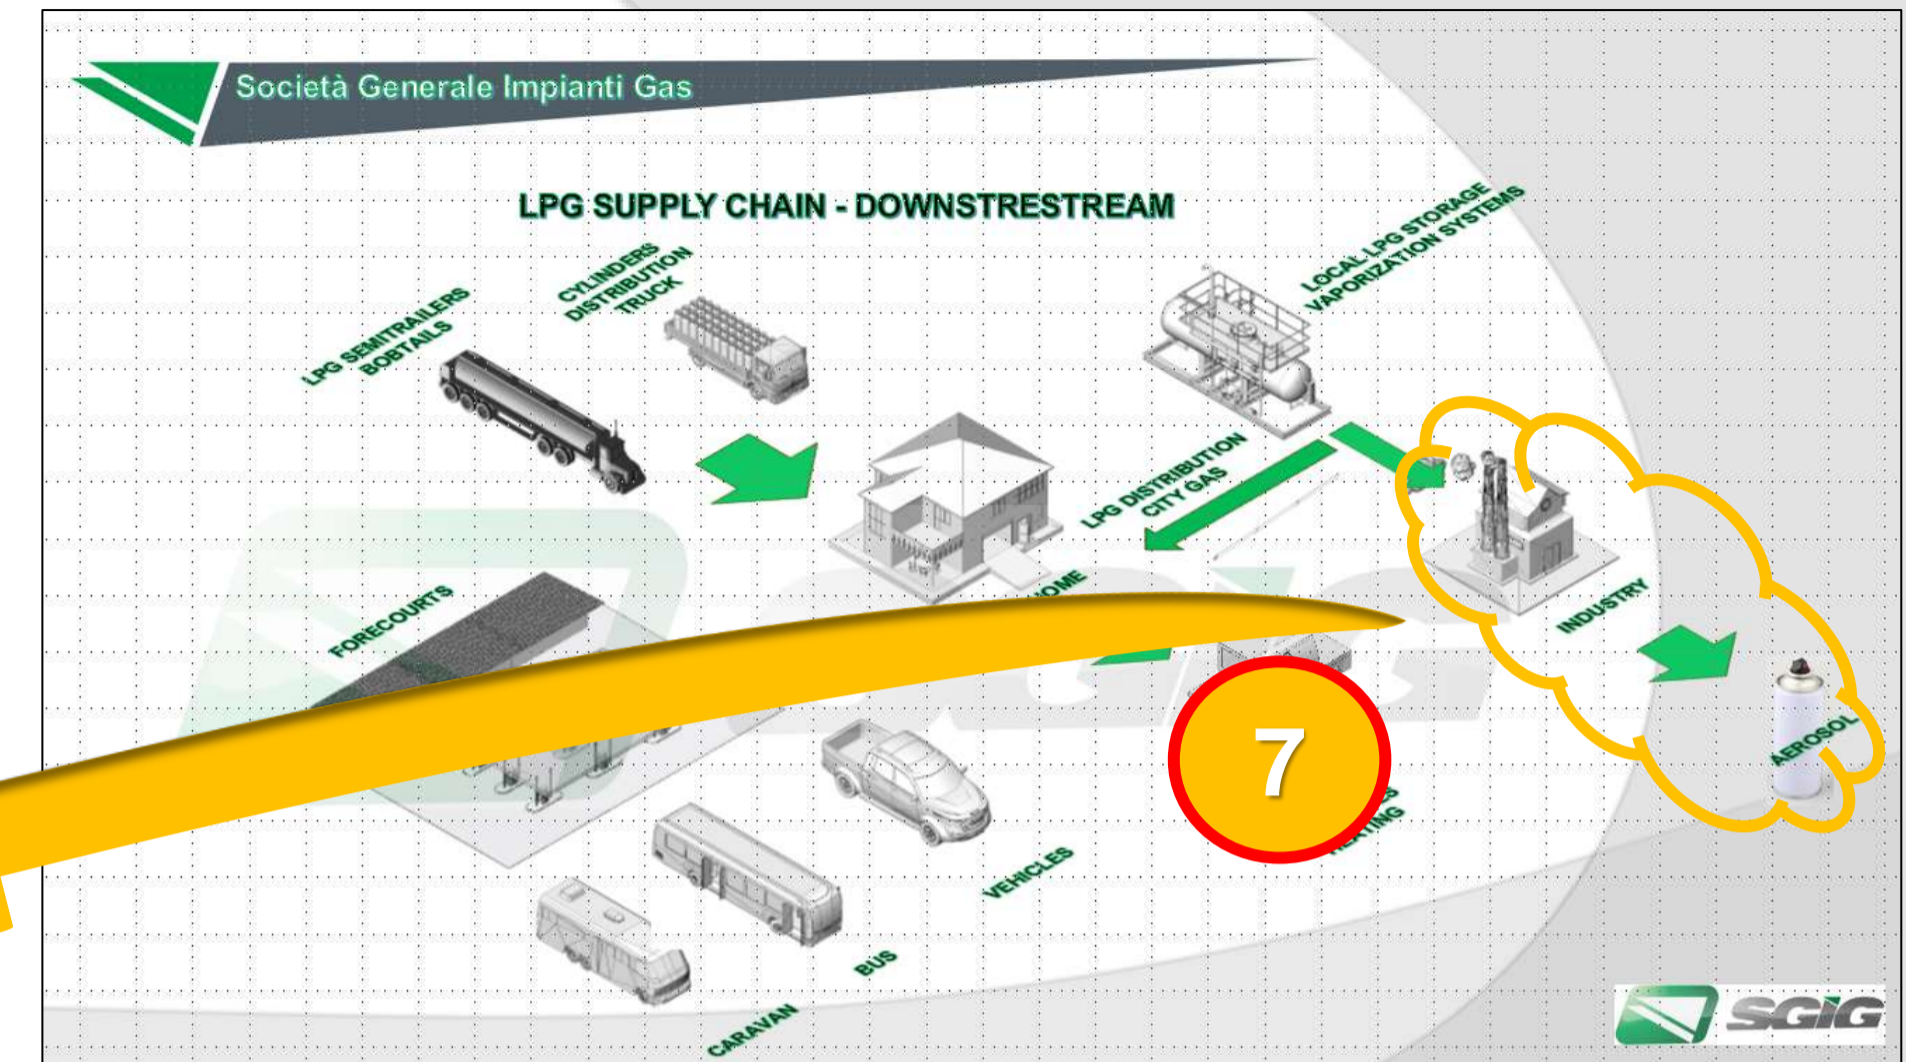 Società Generale Impianti Gas
LPG SUPPLY CHAIN - DOWNSTRESTREAM
LPG SEMITRAILERS
BOBTAILS
CYLINDERS
DISTRIBUTION
TRUCK
LOCAL LPG STORAGE
VAPORIZATION SYSTEMS
LPG DISTRIBUTION
CITY GAS
HOME
FORECOURTS
INDUSTRY
AEROSOL
7
VEHICLES
BUS
CARAVAN
SGIG